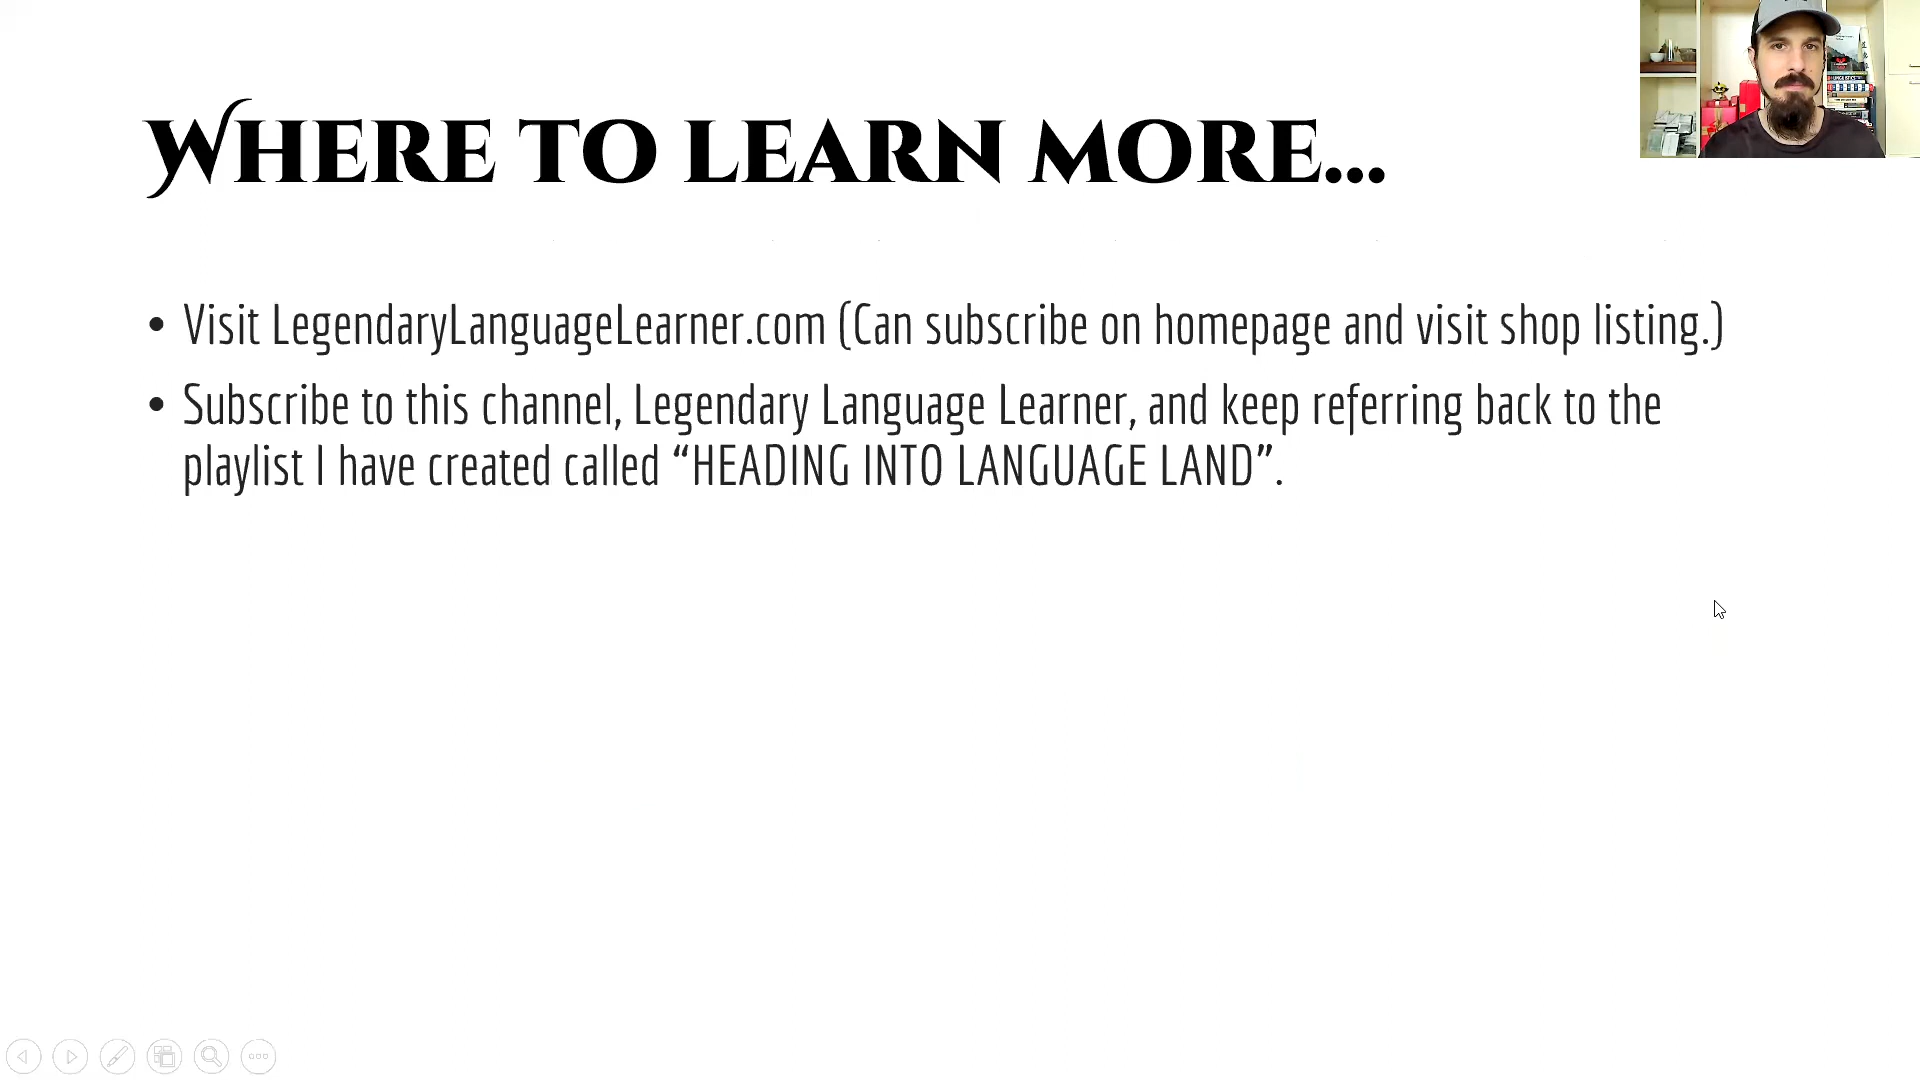 Where to learn more...
• Visit LegendaryLanguageLearner.com (Can subscribe on homepage and visit shop listing.)
• Subscribe to this channel, Legendary Language Learner, and keep referring back to the
playlist I have created called “HEADING INTO LANGUAGE LAND”.